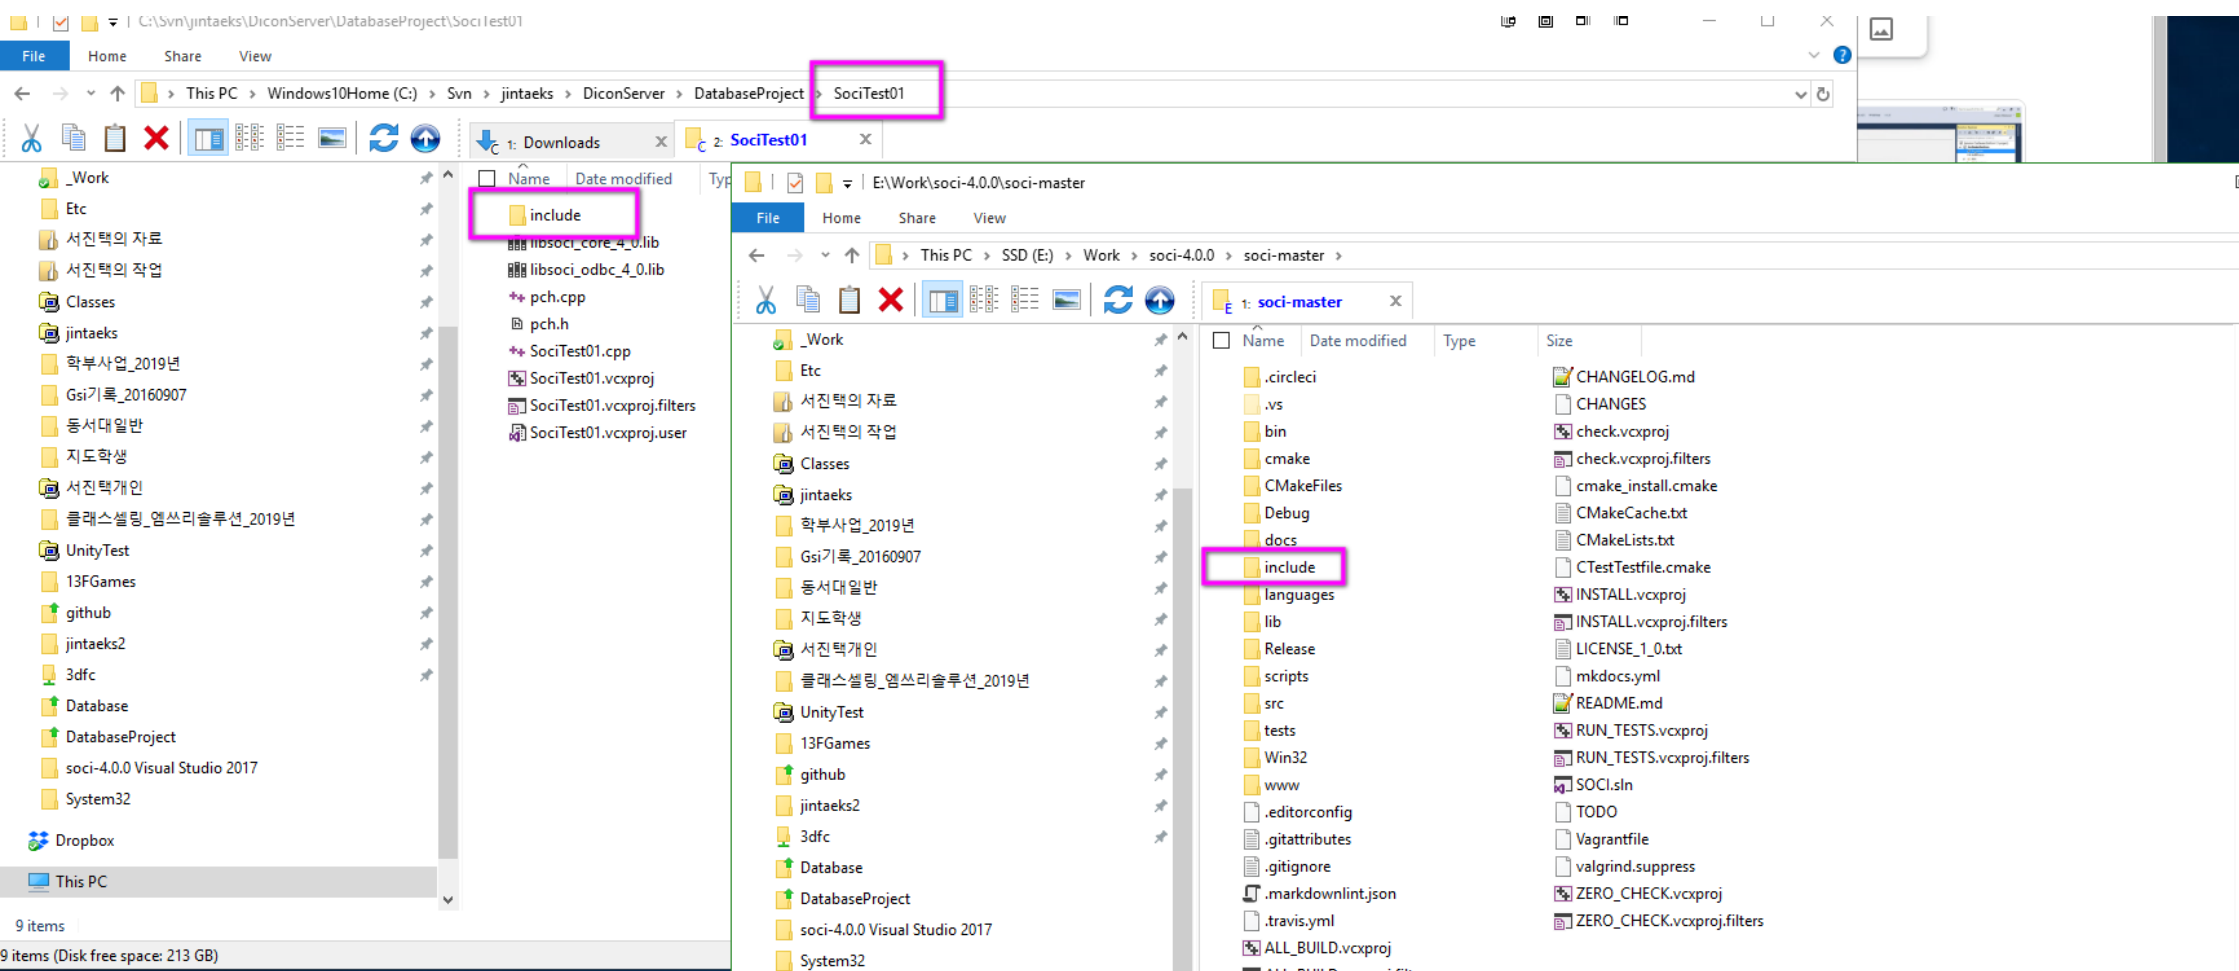 C:\Svn\jintaeks\DiconServer\DatabaseProject\SociTest01
File Home Share View
This PC > Windows10Home (C:) > Svn > jintaeks > DiconServer > DatabaseProject > SociTest01
1: Downloads x 2: SociTest01 x
_Work
Etc
서진택의 자료
서진택의 작업
Classes
jintaeks
학부사업_2019년
Gsi기록_20160907
동서대일반
지도학생
서진택개인
클래스셀링_엠쓰리솔루션_2019년
UnityTest
13FGames
github
jintaeks2
3dfc
Database
DatabaseProject
soci-4.0.0 Visual Studio 2017
System32
Dropbox
This PC
9 items
9 items (Disk free space: 213 GB)
Name Date modified Typ
include
libsoci_core_4_0.lib
libsoci_odbc_4_0.lib
pch.cpp
pch.h
SociTest01.cpp
SociTest01.vcxproj
SociTest01.vcxproj.filters
SociTest01.vcxproj.user
E:\Work\soci-4.0.0\soci-master
File Home Share View
This PC > SSD (E:) > Work > soci-4.0.0 > soci-master >
1: soci-master x
_Work
Etc
서진택의 자료
서진택의 작업
Classes
jintaeks
학부사업_2019년
Gsi기록_20160907
동서대일반
지도학생
서진택개인
클래스셀링_엠쓰리솔루션_2019년
UnityTest
13FGames
github
jintaeks2
3dfc
Database
DatabaseProject
soci-4.0.0 Visual Studio 2017
System32
Name Date modified Type Size
.circleci
.vs
bin
cmake
CMakeFiles
Debug
docs
include
languages
lib
Release
scripts
src
tests
Win32
www
.editorconfig
.gitattributes
.gitignore
.markdownlint.json
.travis.yml
ALL_BUILD.vcxproj
CHANGELOG.md
CHANGES
check.vcxproj
check.vcxproj.filters
cmake_install.cmake
CMakeCache.txt
CMakeLists.txt
CTestTestfile.cmake
INSTALL.vcxproj
INSTALL.vcxproj.filters
LICENSE_1_0.txt
mkdocs.yml
README.md
RUN_TESTS.vcxproj
RUN_TESTS.vcxproj.filters
SOCI.sln
TODO
Vagrantfile
valgrind.suppress
ZERO_CHECK.vcxproj
ZERO_CHECK.vcxproj.filters